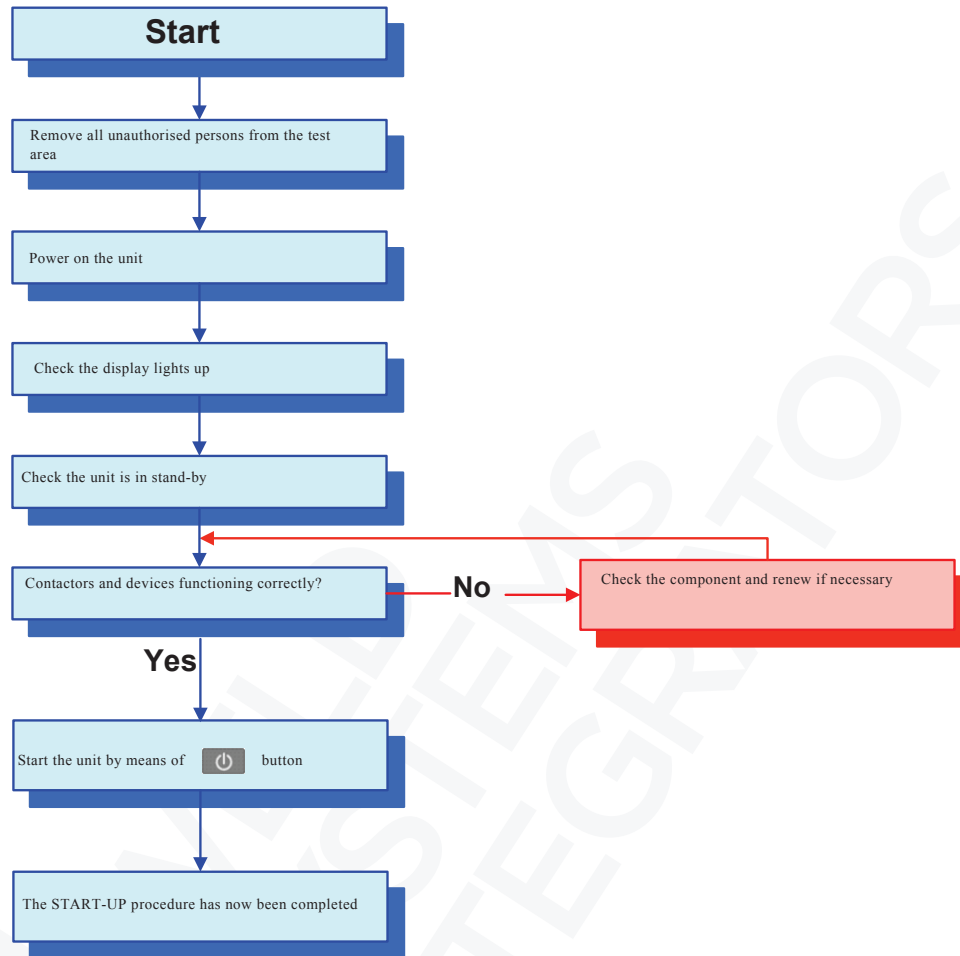 Start
Remove all unauthorised persons from the test
area
Power on the unit
Check the display lights up
Check the unit is in stand-by
Contactors and devices functioning correctly?
No
Check the component and renew if necessary
Yes
Start the unit by means of button
The START-UP procedure has now been completed
SYSTEMS